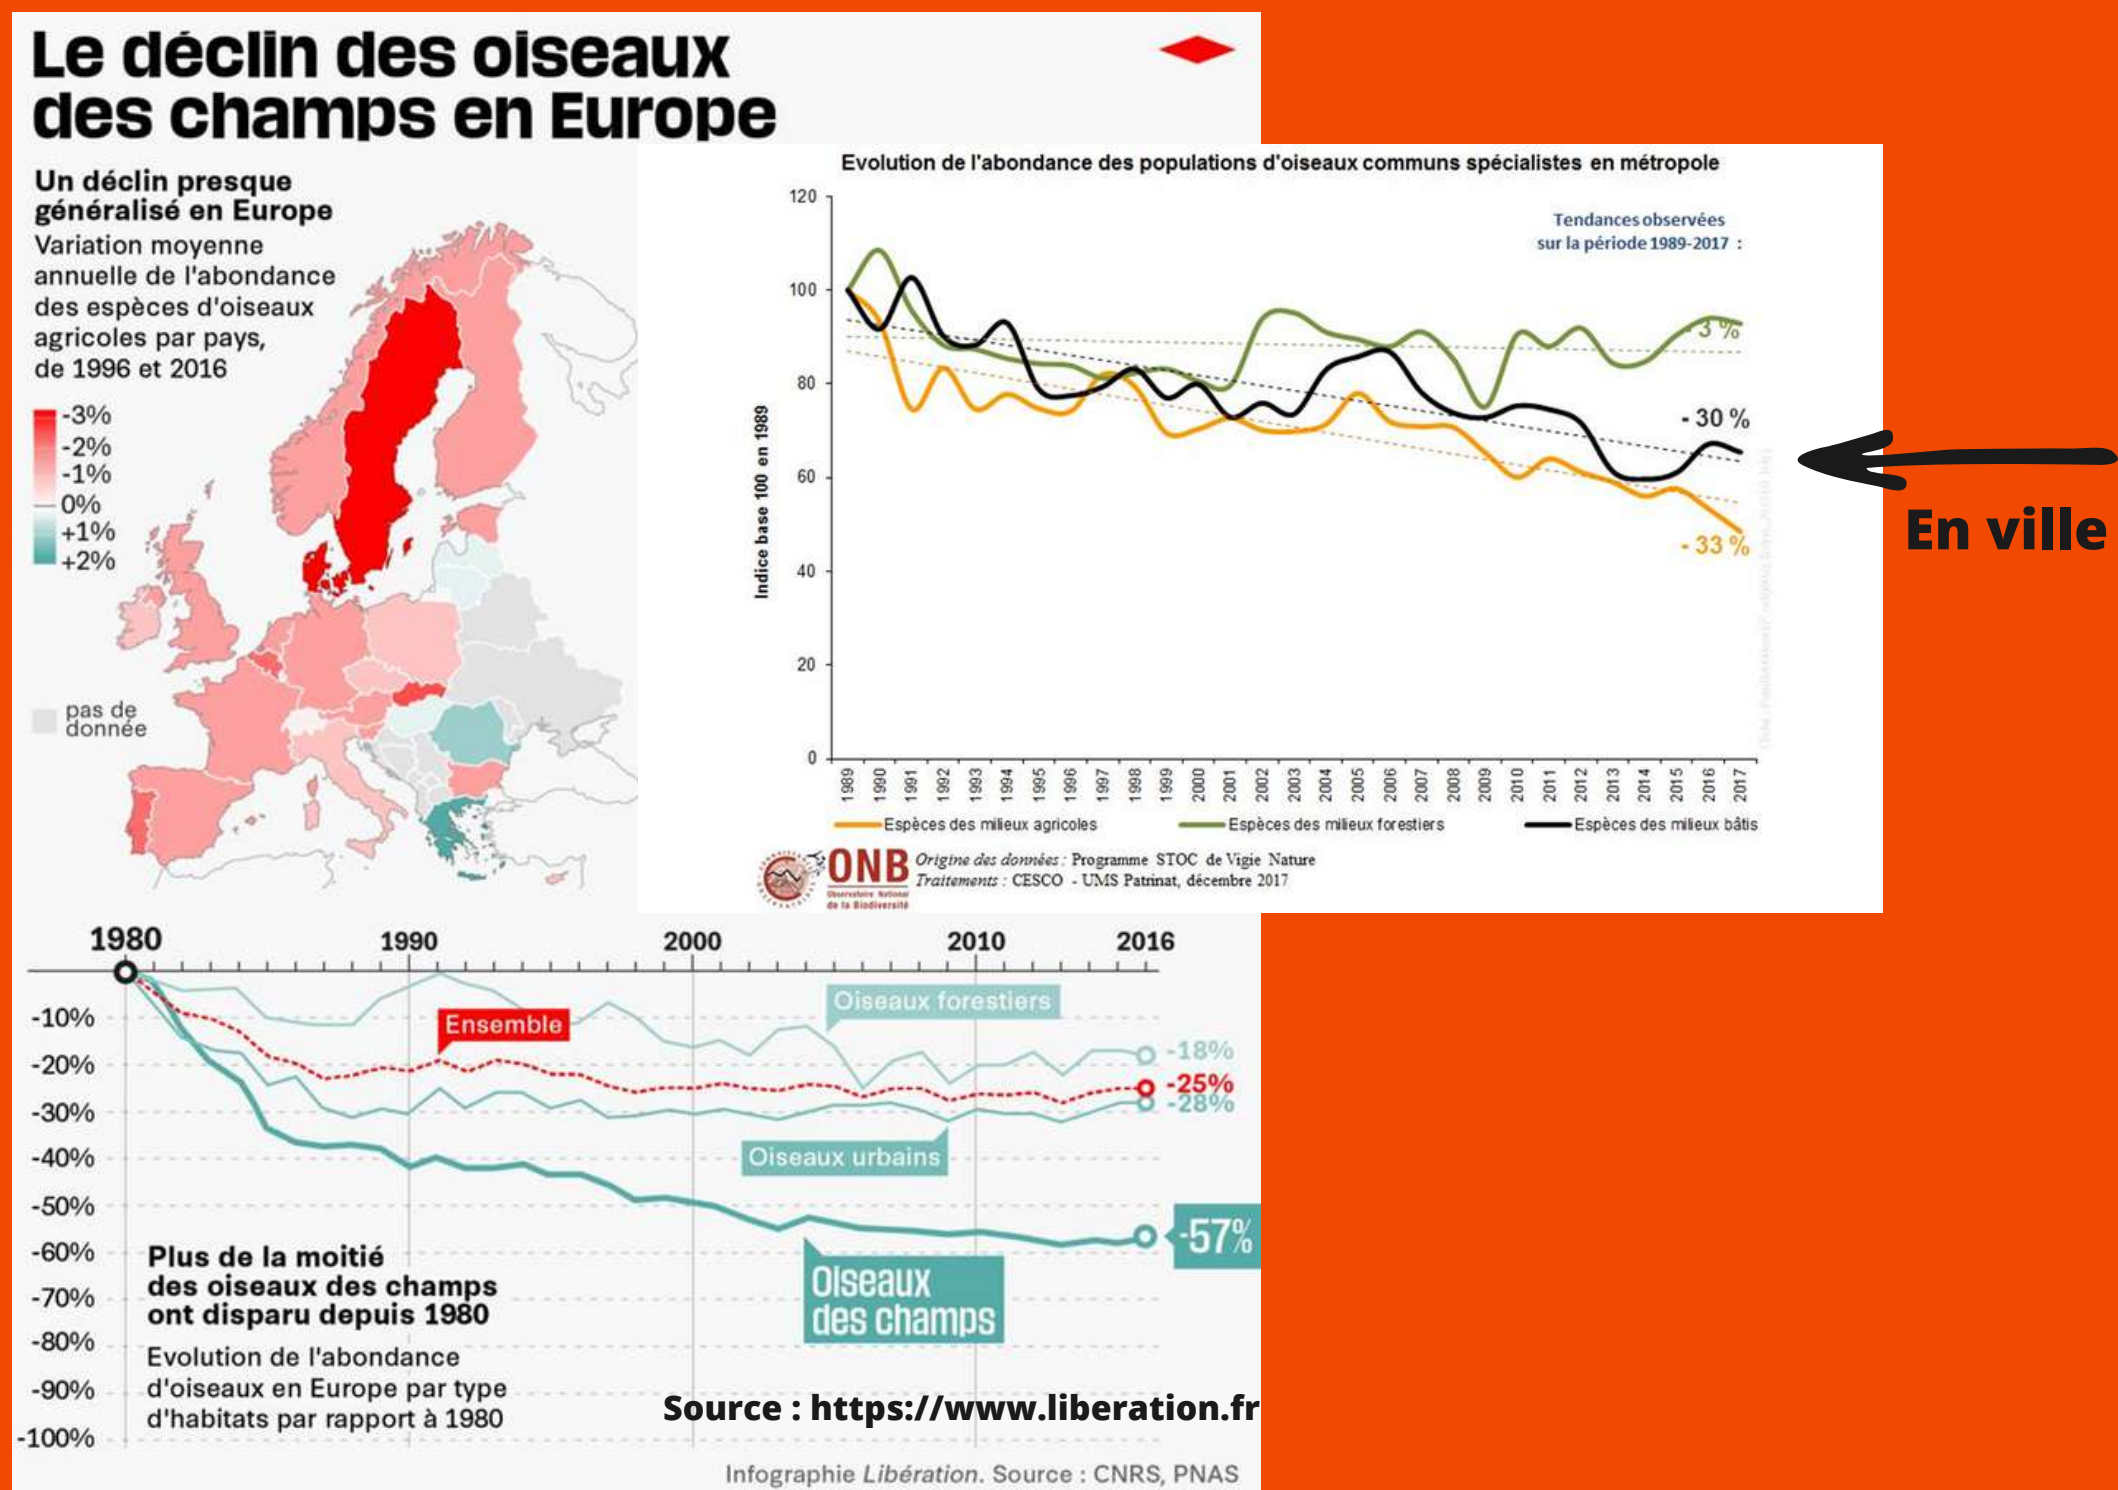 Le déclin des oiseaux
des champs en Europe
Un déclin presque
généralisé en Europe
Variation moyenne
annuelle de l'abondance
des espèces d'oiseaux
agricoles par pays,
de 1996 et 2016
-3%
-2%
-1%
0%
+1%
+2%
pas de
donnée
Evolution de l'abondance des populations d'oiseaux communs spécialistes en métropole
Tendances observées
sur la période 1989-2017 :
Indice base 100 en 1989
120
100
80
60
40
20
0
- 3 %
- 30 %
- 33 %
1989 1990 1991 1992 1993 1994 1995 1996 1997 1998 1999 2000 2001 2002 2003 2004 2005 2006 2007 2008 2009 2010 2011 2012 2013 2014 2015 2016 2017
Espèces des milieux agricoles Espèces des milieux forestiers Espèces des milieux bâtis
ONB
Observatoire National
de la Biodiversité
Origine des données : Programme STOC de Vigie Nature
Traitements : CESCO - UMS Patrinat, décembre 2017
En ville
1980 1990 2000 2010 2016
-10%
-20%
-30%
-40%
-50%
-60%
-70%
-80%
-90%
-100%
Oiseaux forestiers
Ensemble
Oiseaux urbains
Oiseaux
des champs
-18%
-25%
-28%
-57%
Plus de la moitié
des oiseaux des champs
ont disparu depuis 1980
Evolution de l'abondance
d'oiseaux en Europe par type
d'habitats par rapport à 1980
Source : https://www.liberation.fr
Infographie Libération. Source : CNRS, PNAS